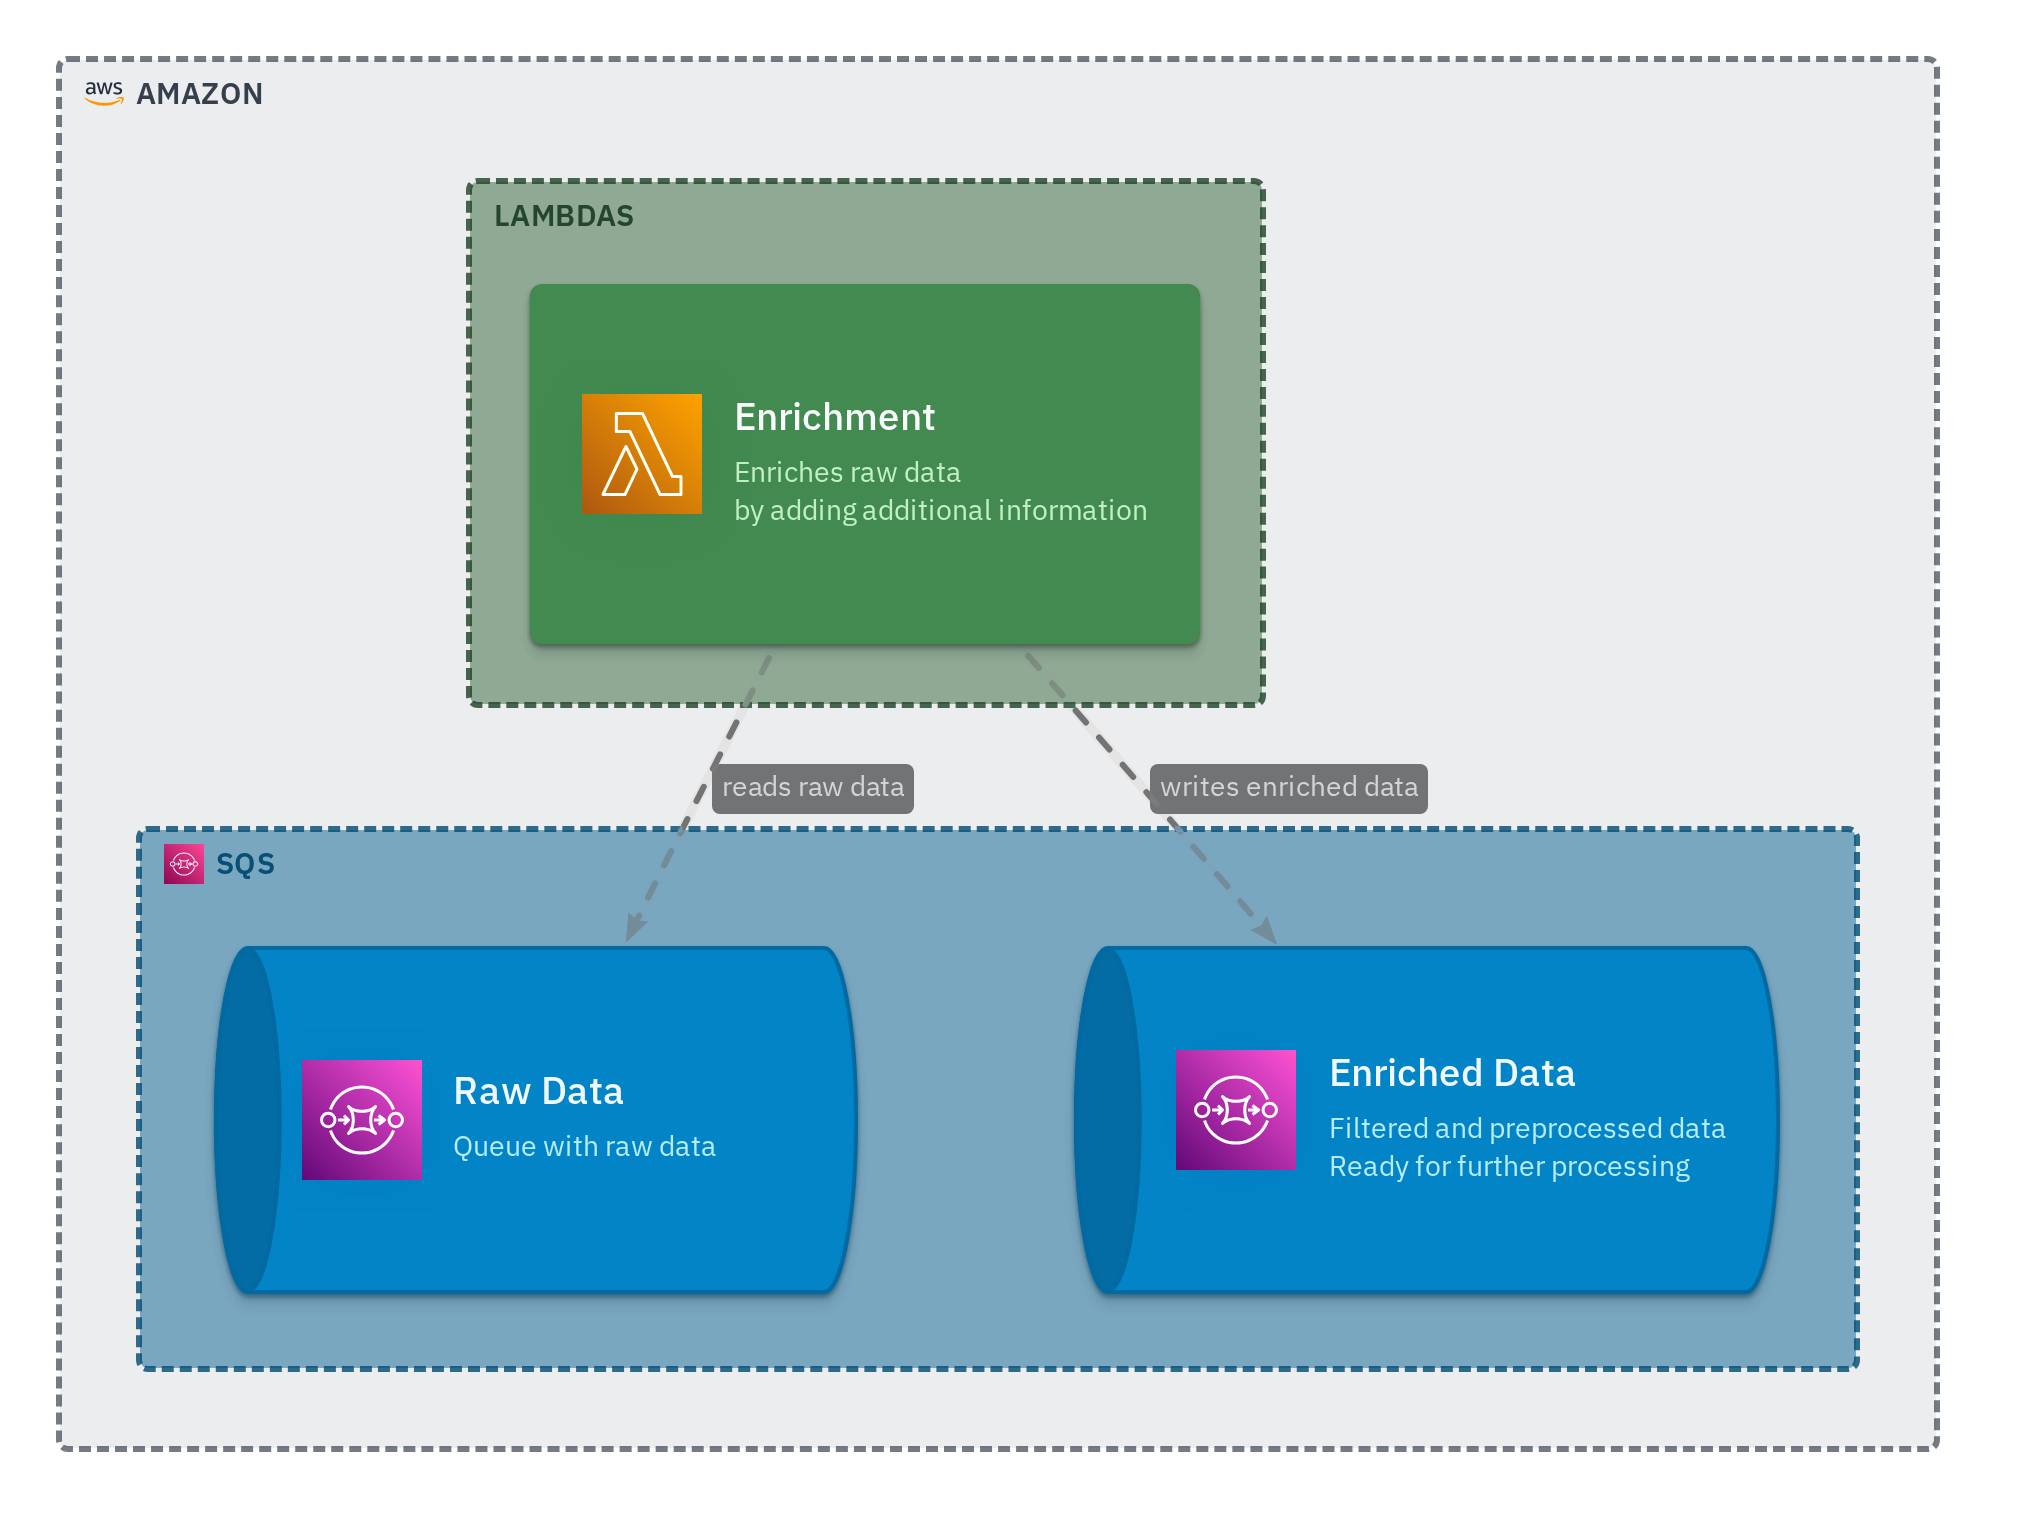 aws AMAZON
LAMBDAS
Enrichment
Enriches raw data
by adding additional information
reads raw data
writes enriched data
SQS
Raw Data
Queue with raw data
Enriched Data
Filtered and preprocessed data
Ready for further processing